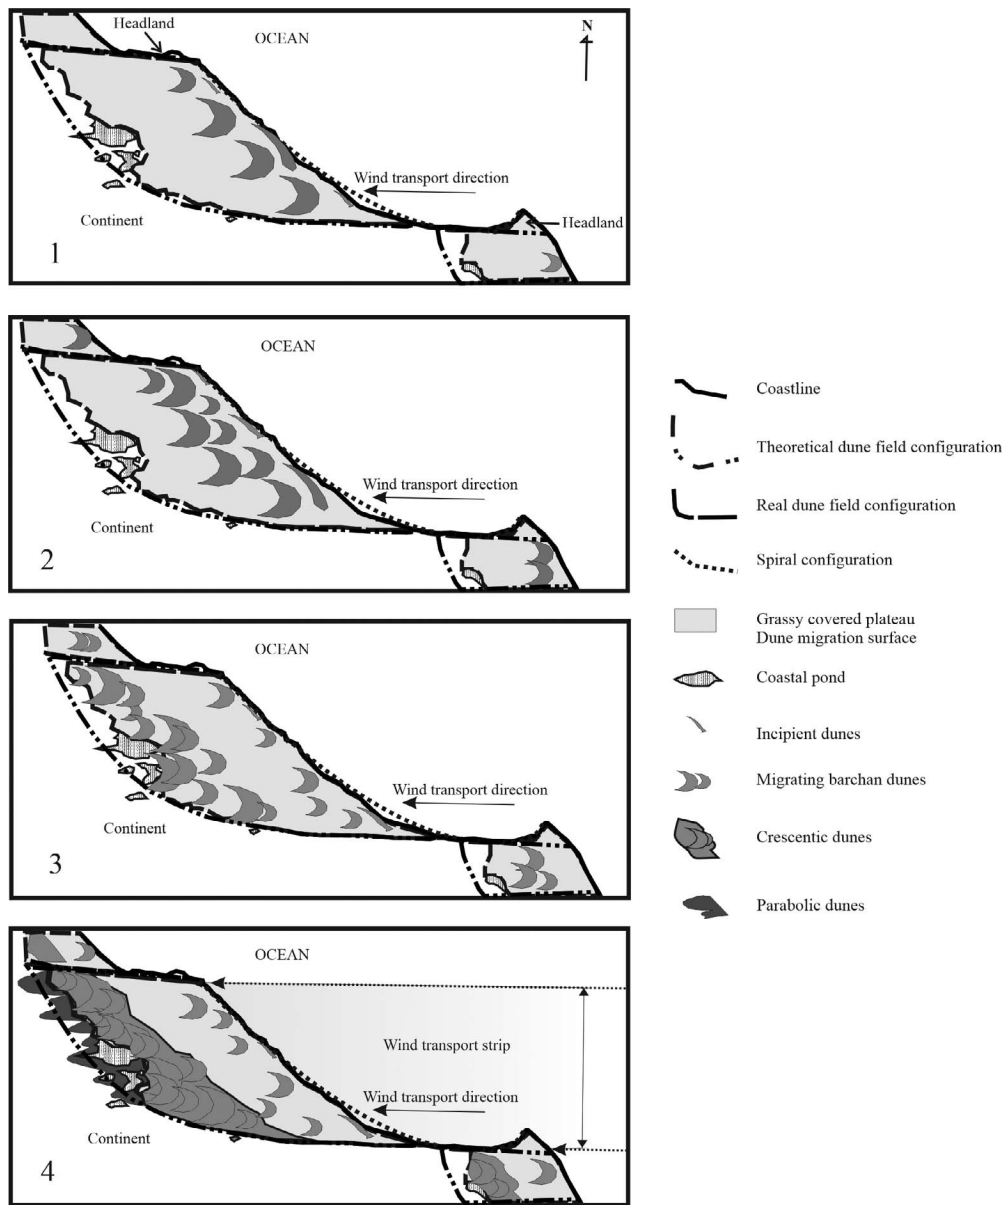 Headland
OCEAN
N
Wind transport direction
Headland
Continent
1
OCEAN
Wind transport direction
Continent
2
OCEAN
Wind transport direction
Continent
3
OCEAN
Wind transport strip
Wind transport direction
Continent
4
Coastline
Theoretical dune field configuration
Real dune field configuration
Spiral configuration
Grassy covered plateau
Dune migration surface
Coastal pond
Incipient dunes
Migrating barchan dunes
Crescentic dunes
Parabolic dunes